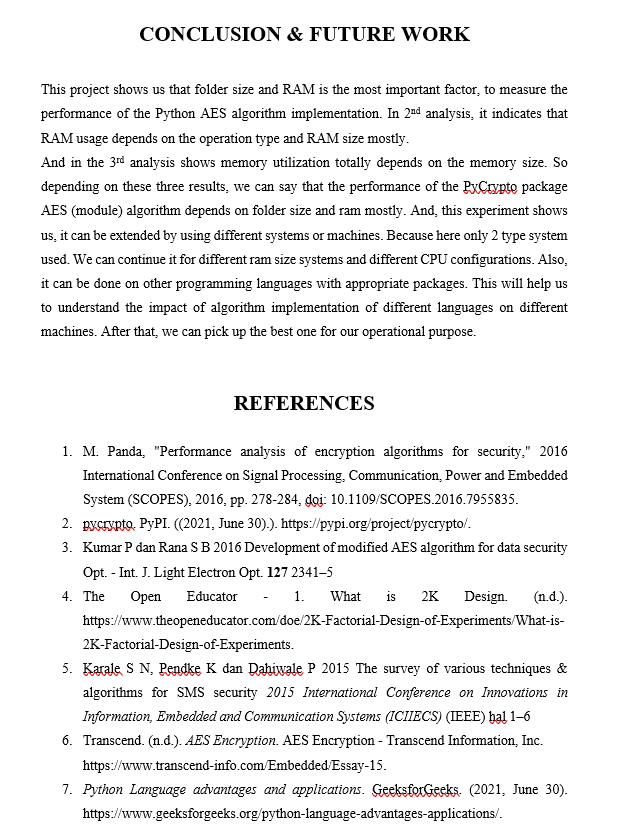 CONCLUSION & FUTURE WORK
This project shows us that folder size and RAM is the most important factor, to measure the
performance of the Python AES algorithm implementation. In 2nd analysis, it indicates that
RAM usage depends on the operation type and RAM size mostly.
And in the 3rd analysis shows memory utilization totally depends on the memory size. So
depending on these three results, we can say that the performance of the PyCrypto package
AES (module) algorithm depends on folder size and ram mostly. And, this experiment shows
us, it can be extended by using different systems or machines. Because here only 2 type system
used. We can continue it for different ram size systems and different CPU configurations. Also,
it can be done on other programming languages with appropriate packages. This will help us
to understand the impact of algorithm implementation of different languages on different
machines. After that, we can pick up the best one for our operational purpose.
REFERENCES
1. M. Panda, "Performance analysis of encryption algorithms for security," 2016
International Conference on Signal Processing, Communication, Power and Embedded
System (SCOPES), 2016, pp. 278-284, doi: 10.1109/SCOPES.2016.7955835.
2. pycrypto. PyPI. ((2021, June 30).). https://pypi.org/project/pycrypto/.
3. Kumar P dan Rana S B 2016 Development of modified AES algorithm for data security
Opt. - Int. J. Light Electron Opt. 127 2341–5
4. The Open Educator - 1. What is 2K Design. (n.d.).
https://www.theopeneducator.com/doe/2K-Factorial-Design-of-Experiments/What-is-
2K-Factorial-Design-of-Experiments.
5. Karale S N, Pendke K dan Dahiwale P 2015 The survey of various techniques &
algorithms for SMS security 2015 International Conference on Innovations in
Information, Embedded and Communication Systems (ICIIECS) (IEEE) hal 1–6
6. Transcend. (n.d.). AES Encryption. AES Encryption - Transcend Information, Inc.
https://www.transcend-info.com/Embedded/Essay-15.
7. Python Language advantages and applications. GeeksforGeeks. (2021, June 30).
https://www.geeksforgeeks.org/python-language-advantages-applications/.